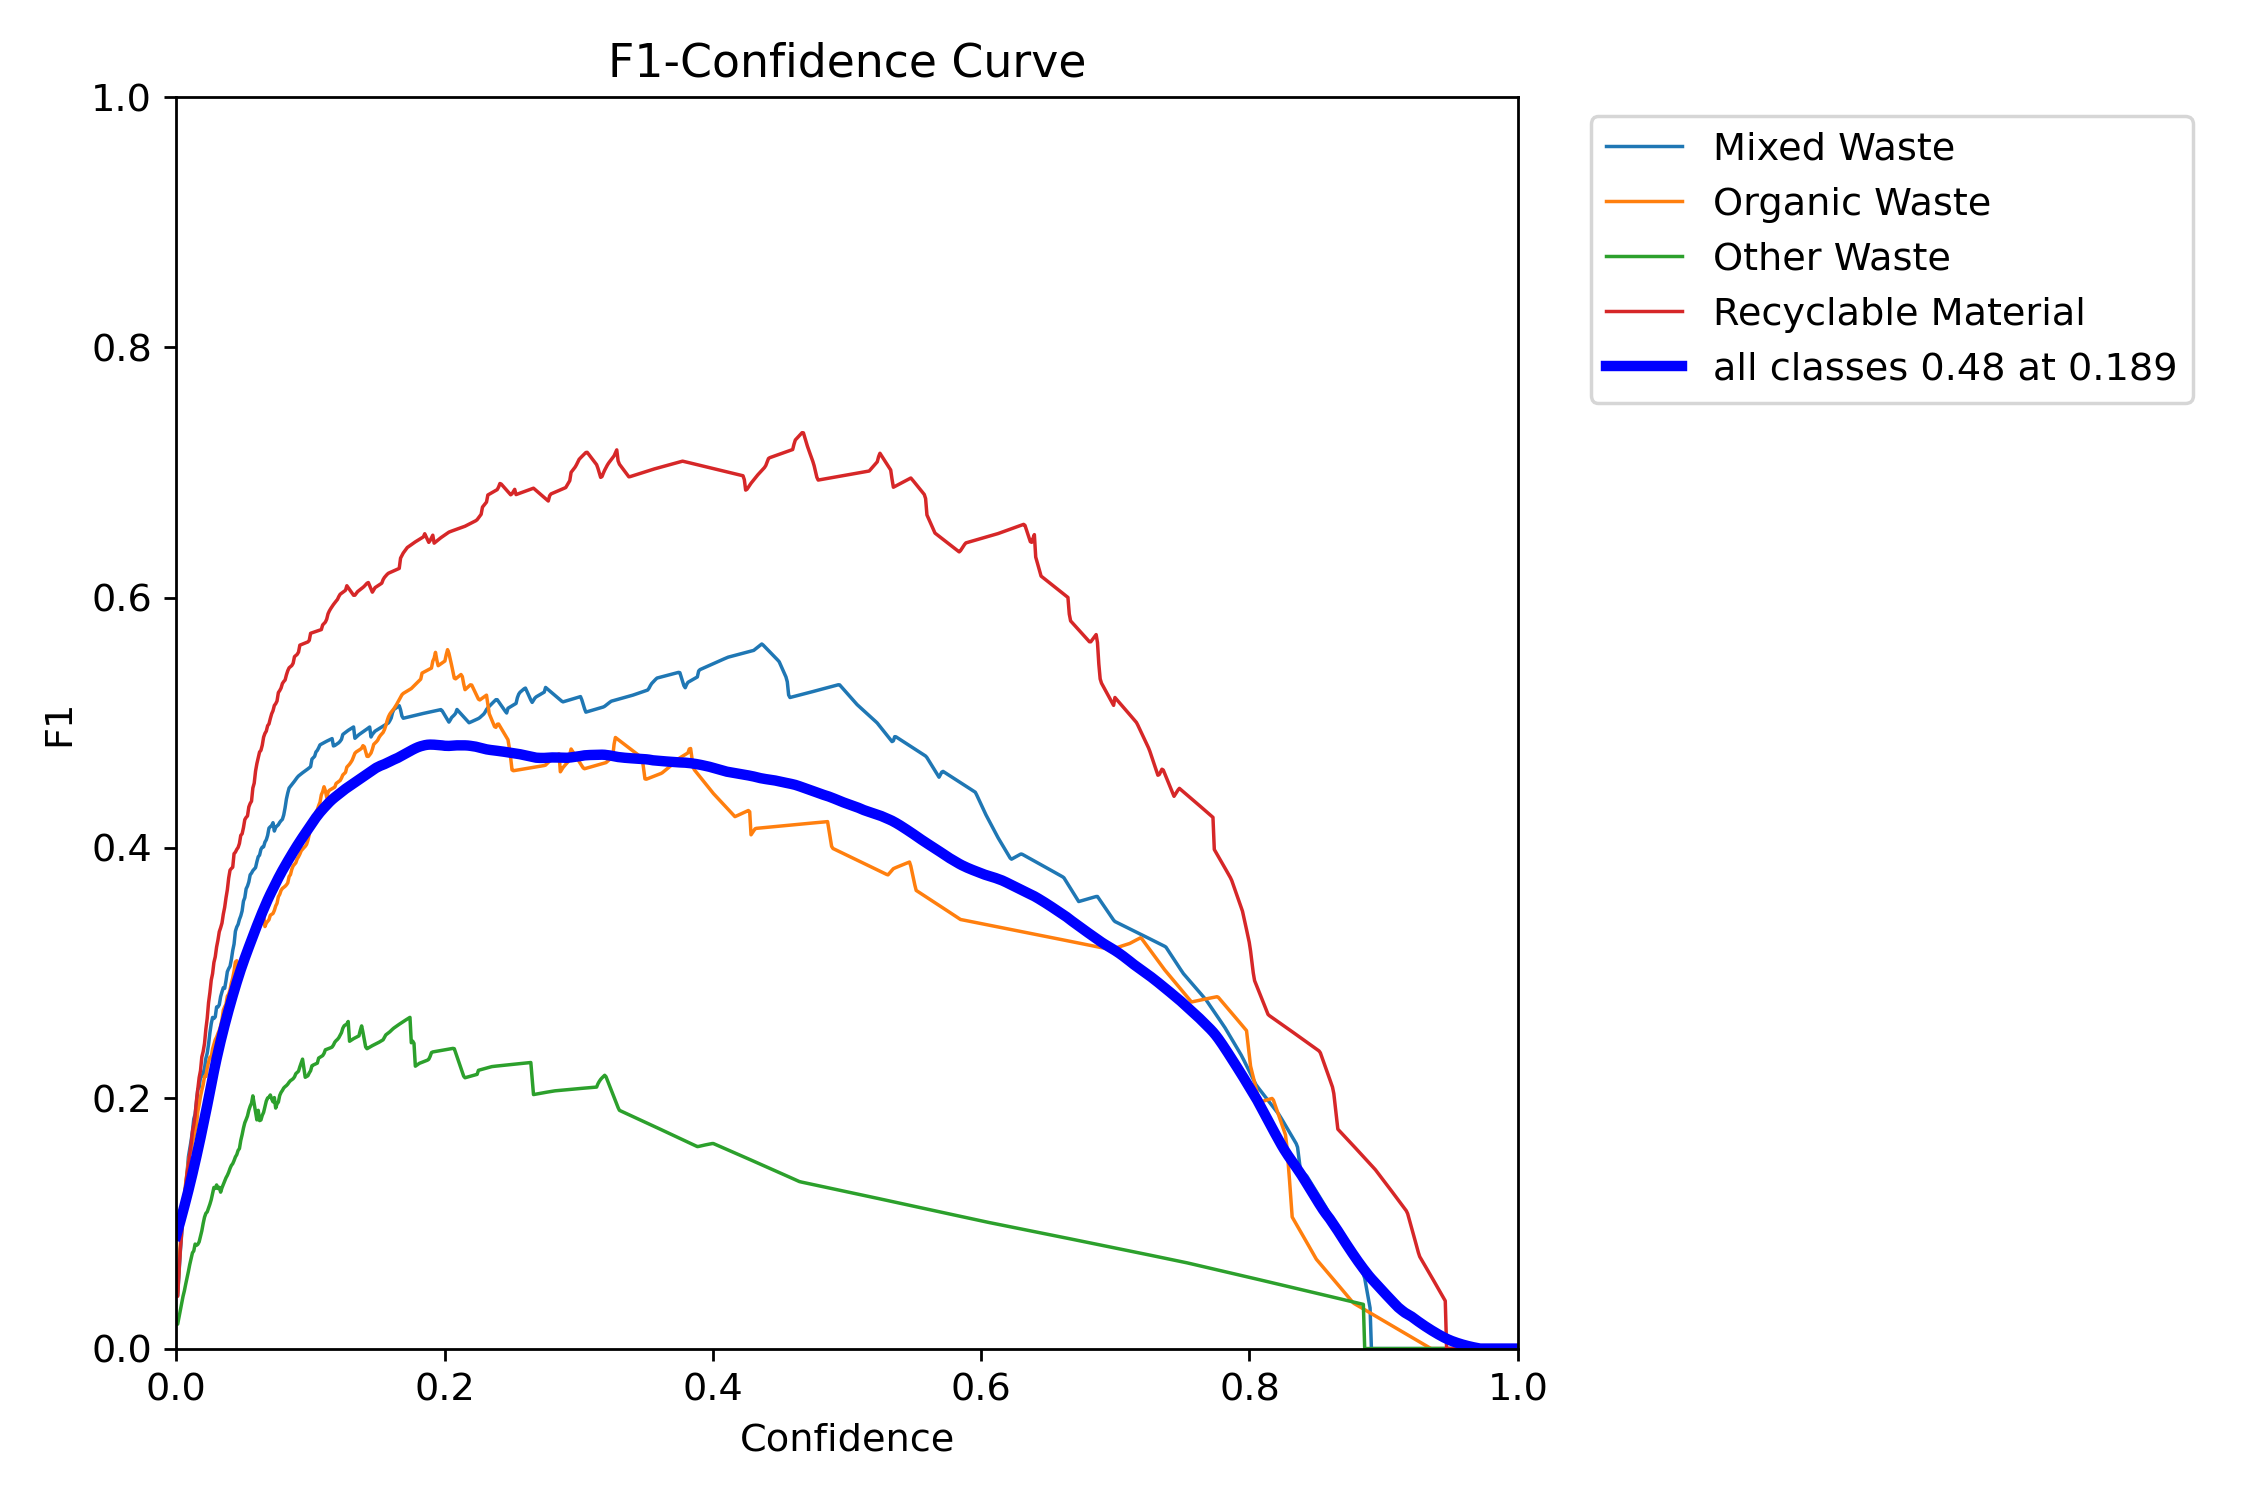 F1-Confidence Curve
1.0
0.8
0.6
0.4
0.2
0.0
F1
0.0 0.2 0.4 0.6 0.8 1.0
Confidence
Mixed Waste
Organic Waste
Other Waste
Recyclable Material
all classes 0.48 at 0.189